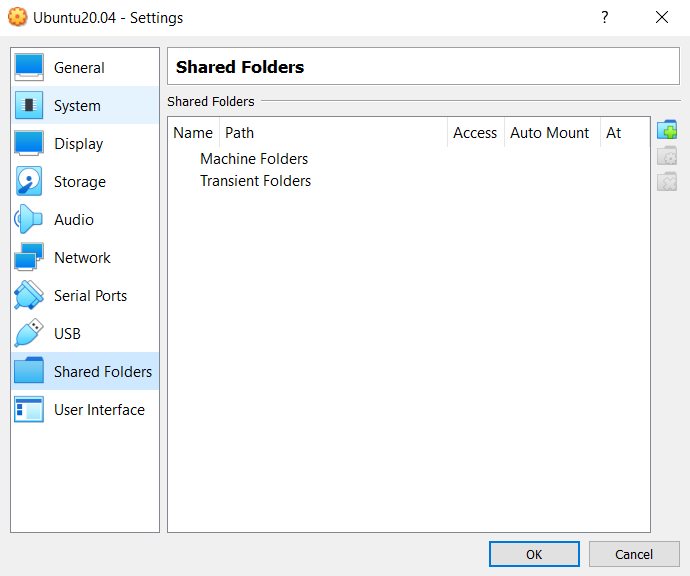 Ubuntu20.04 - Settings
?
General
System
Display
Storage
Audio
Network
Serial Ports
USB
Shared Folders
User Interface
Shared Folders
Shared Folders
Name Path Access Auto Mount At
Machine Folders
Transient Folders
OK Cancel